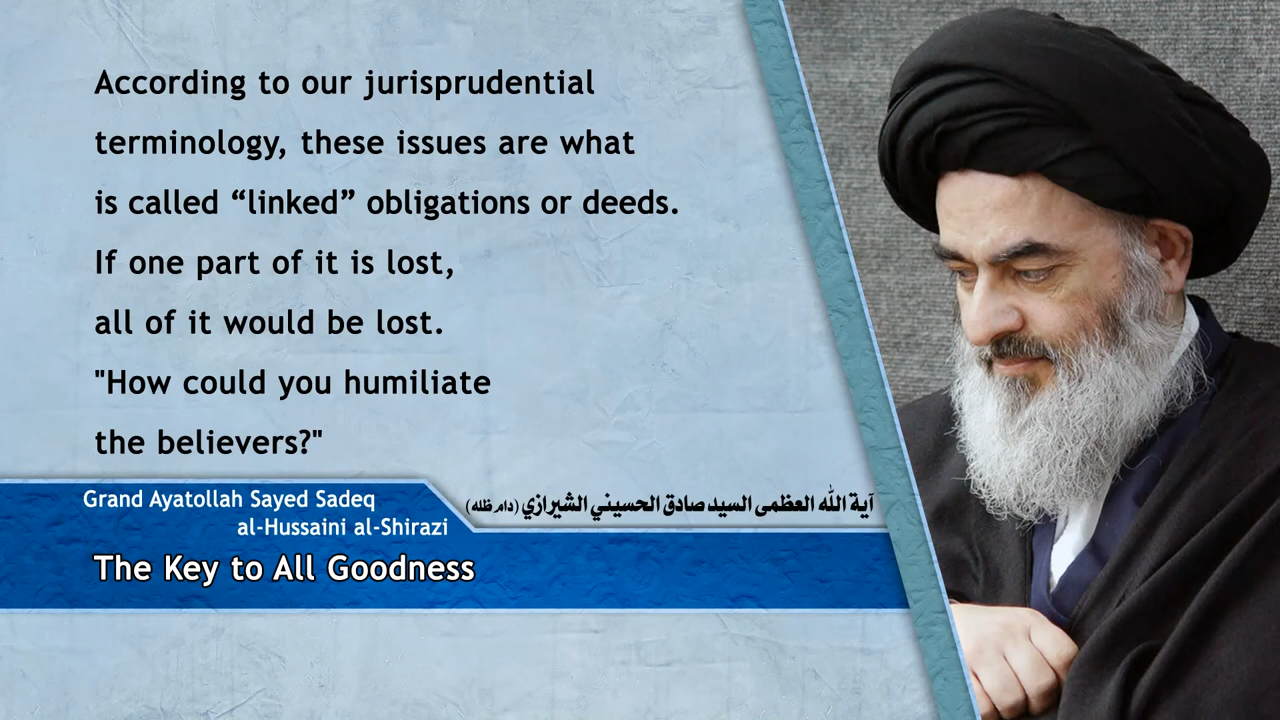 According to our jurisprudential
terminology, these issues are what
is called “linked” obligations or deeds.
If one part of it is lost,
all of it would be lost.
"How could you humiliate
the believers?"
Grand Ayatollah Sayed Sadeq
al-Hussaini al-Shirazi
آية الله العظمى السيد صادق الحسيني الشيرازي (دام ظله)
The Key to All Goodness